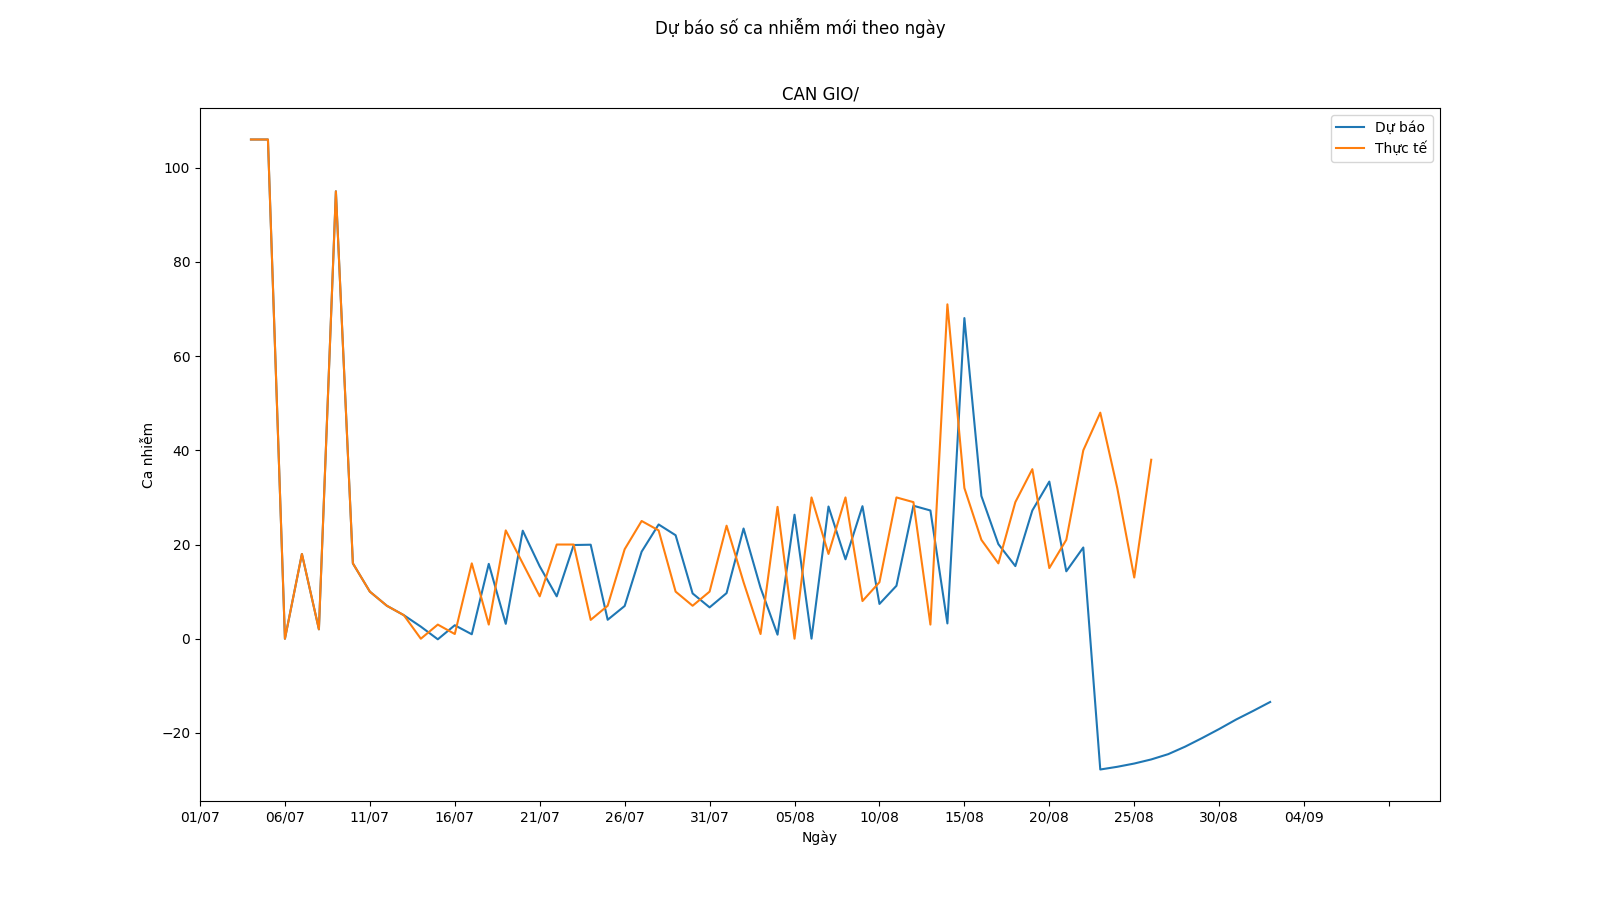 Dự báo số ca nhiễm mới theo ngày
CAN GIO/
Dự báo
Thực tế
100
80
60
40
20
0
−20
Ca nhiễm
01/07 06/07 11/07 16/07 21/07 26/07 31/07 05/08 10/08 15/08 20/08 25/08 30/08 04/09
Ngày